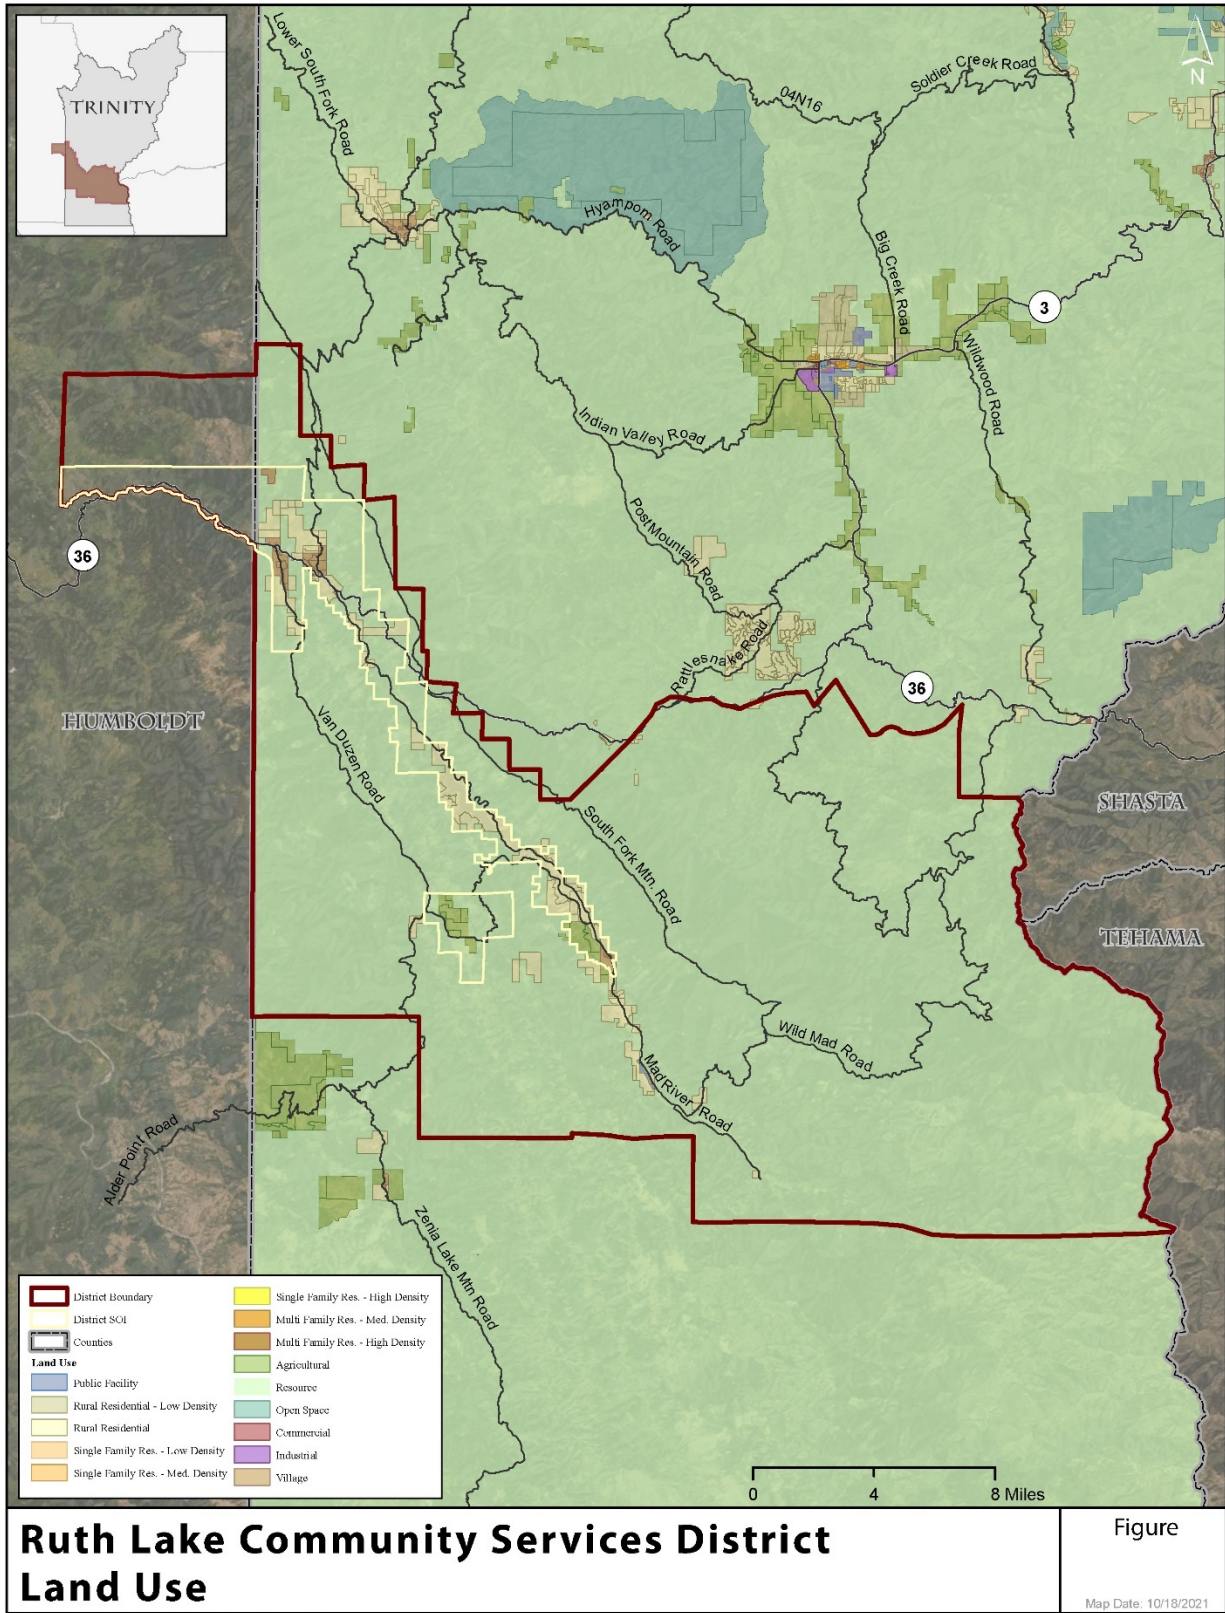 TRINITY
Lower South Fork Road
04N16
Soldier Creek Road
N
Hyampom Road
Big Creek Road
3
Wildwood Road
Indian Valley Road
Post Mountain Road
36
Rattlesnake Road
36
HUMBOLDT
Van Duzen Road
SHASTA
South Fork Mtn. Road
TEHAMA
Wild Mad Road
Mad River Road
Alder Point Road
Zenia Lake Mtn Road
District Boundary
District SOI
Counties
Land Use
Public Facility
Rural Residential - Low Density
Rural Residential
Single Family Res. - Low Density
Single Family Res. - Med. Density
Single Family Res. - High Density
Multi Family Res. - Med. Density
Multi Family Res. - High Density
Agricultural
Resource
Open Space
Commercial
Industrial
Village
0 4 8 Miles
Ruth Lake Community Services District
Land Use
Figure
Map Date: 10/18/2021